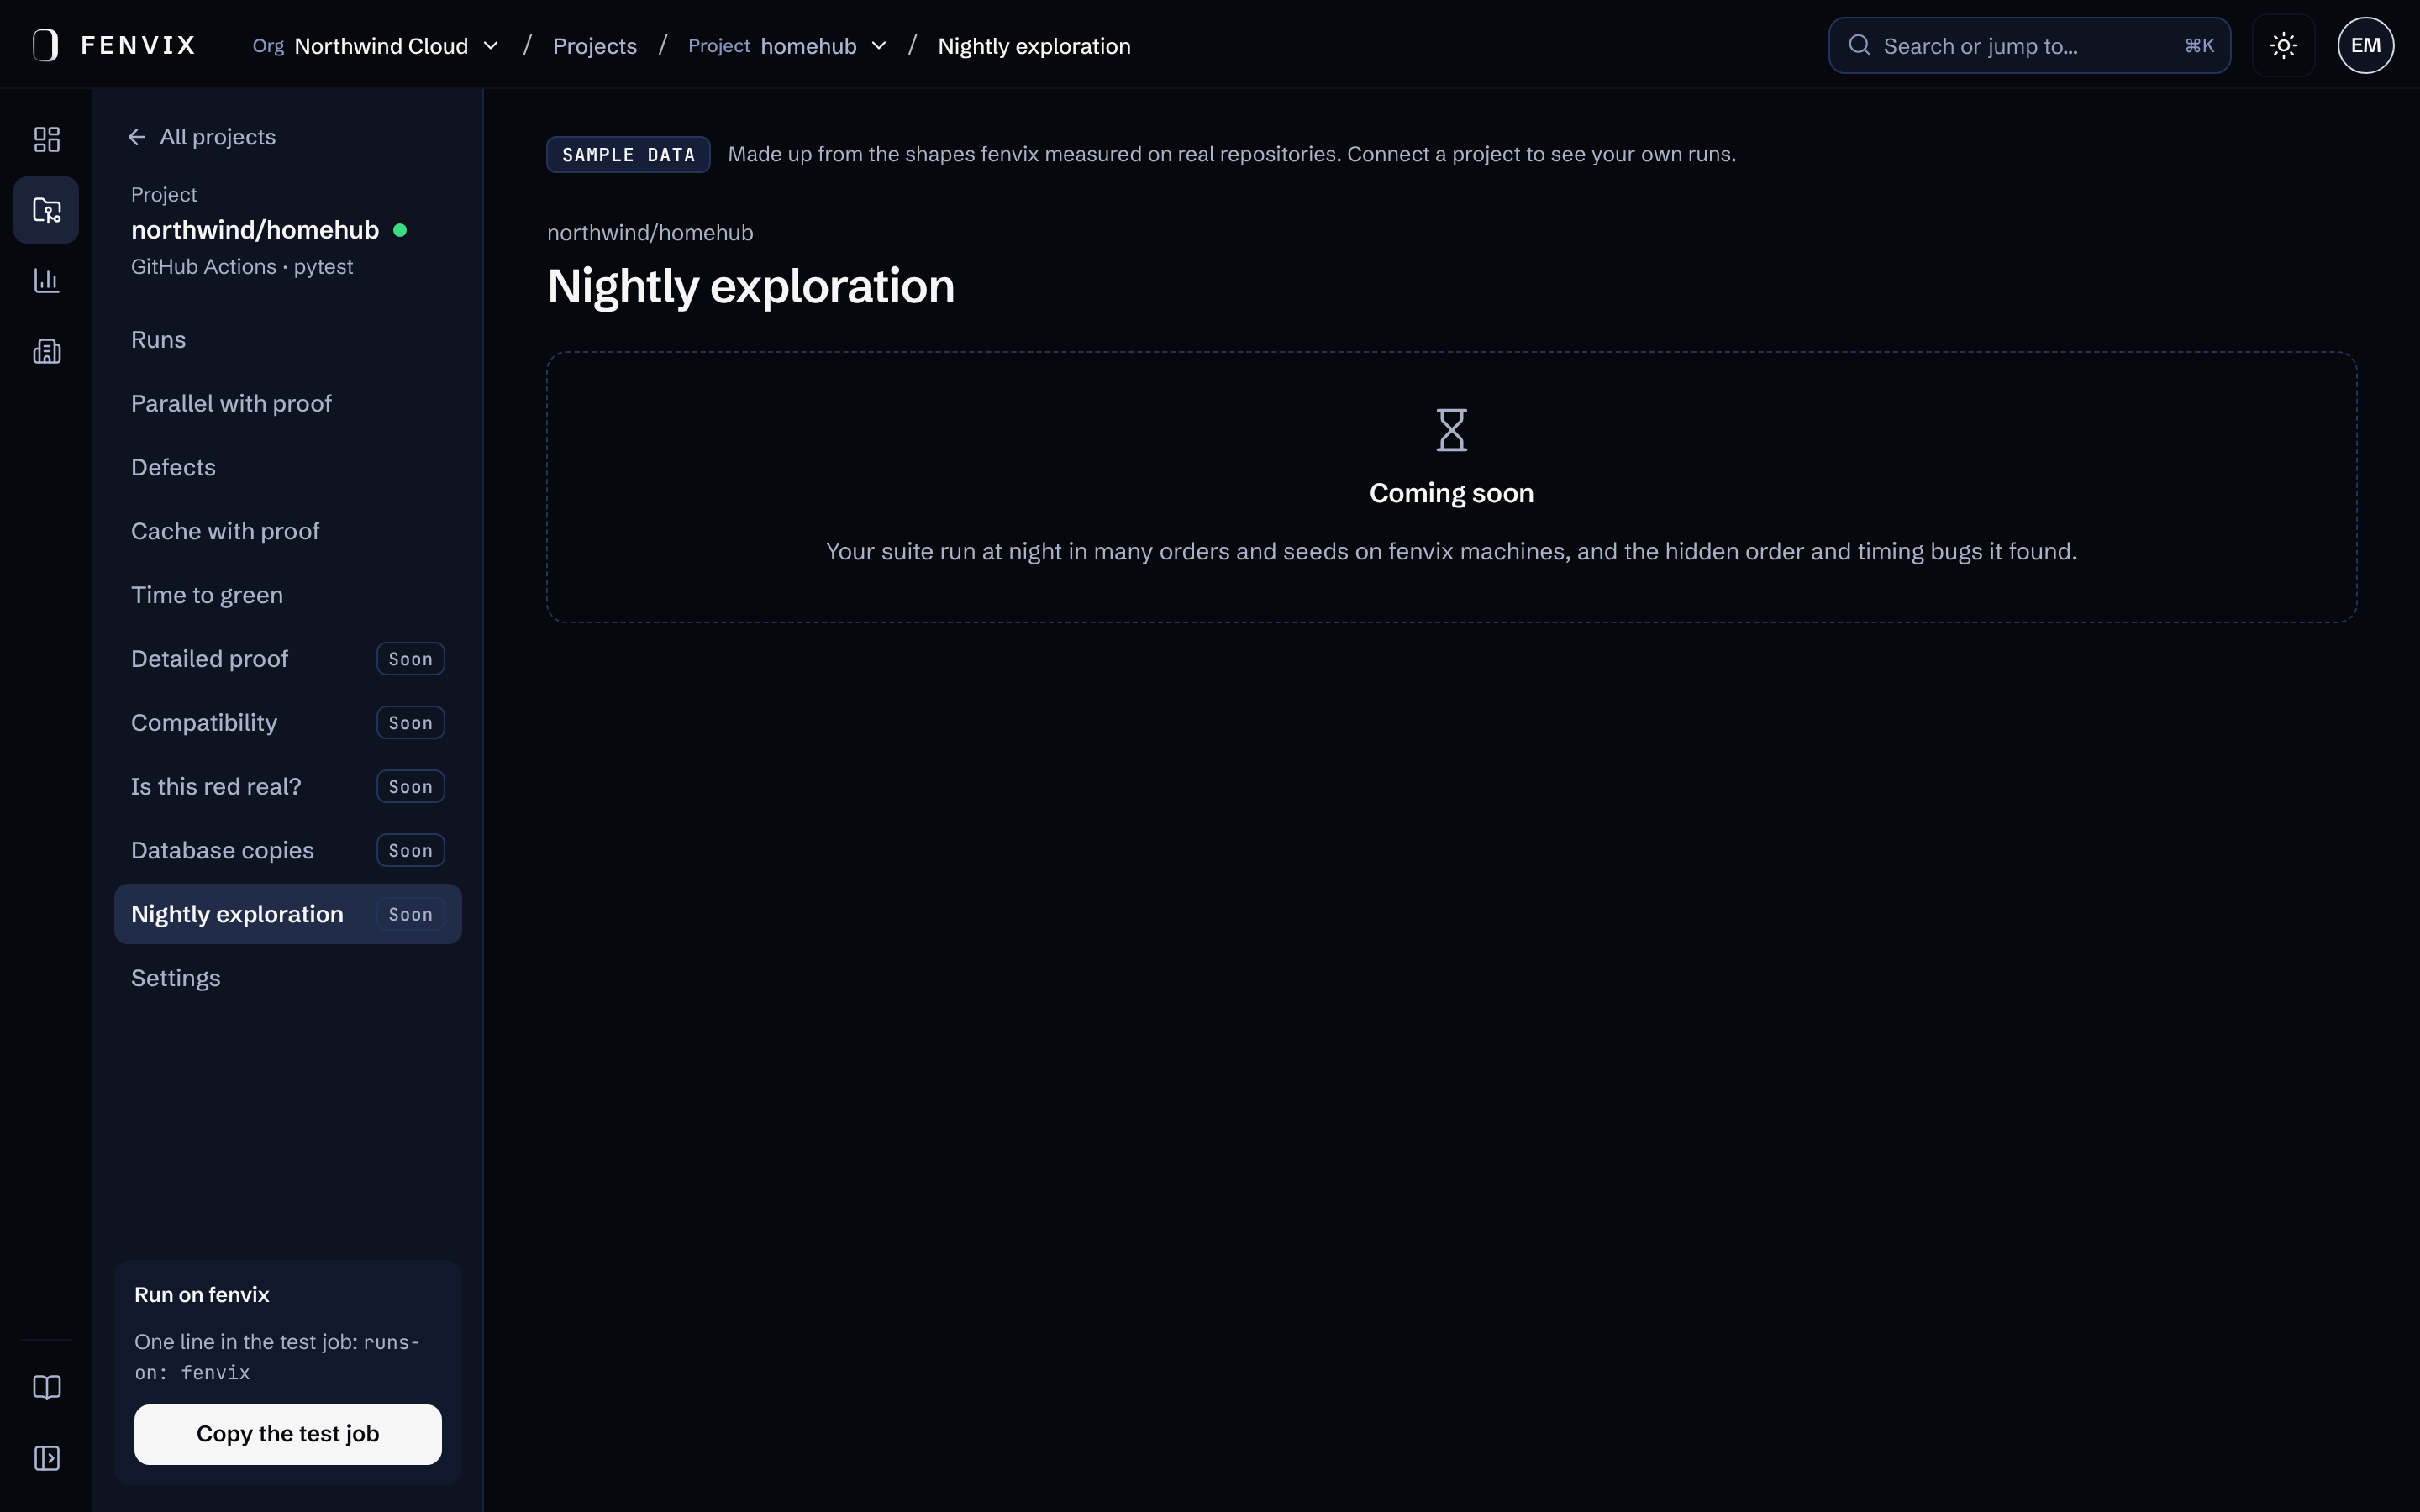 FENVIX
Org Northwind Cloud / Projects / Project homehub / Nightly exploration
Search or jump to... ⌘K
EM
All projects
Project
northwind/homehub
GitHub Actions · pytest
Runs
Parallel with proof
Defects
Cache with proof
Time to green
Detailed proof Soon
Compatibility Soon
Is this red real? Soon
Database copies Soon
Nightly exploration Soon
Settings
Run on fenvix
One line in the test job: runs-
on: fenvix
Copy the test job
SAMPLE DATA Made up from the shapes fenvix measured on real repositories. Connect a project to see your own runs.
northwind/homehub
Nightly exploration
Coming soon
Your suite run at night in many orders and seeds on fenvix machines, and the hidden order and timing bugs it found.